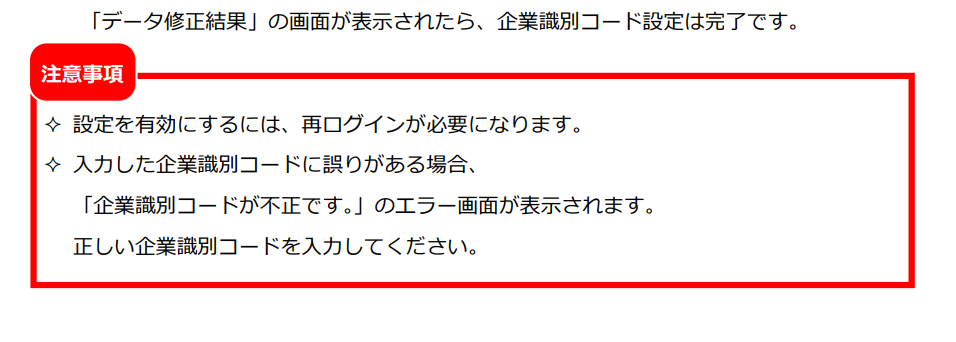 「データ修正結果」の画面が表示されたら、企業識別コード設定は完了です。
注意事項
✧ 設定を有効にするには、再ログインが必要になります。
✧ 入力した企業識別コードに誤りがある場合、
「企業識別コードが不正です。」のエラー画面が表示されます。
正しい企業識別コードを入力してください。